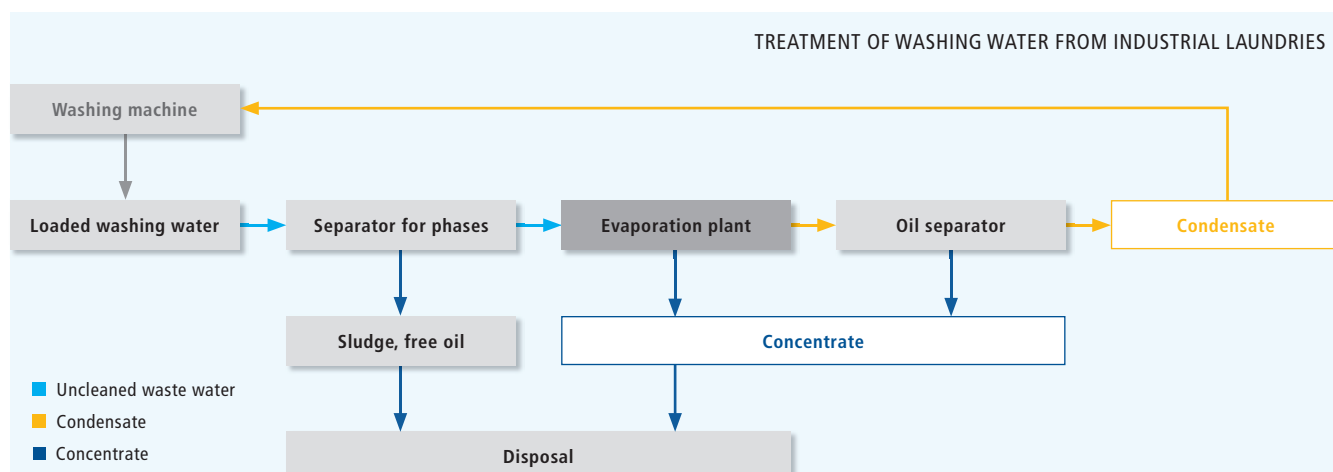 TREATMENT OF WASHING WATER FROM INDUSTRIAL LAUNDRIES
Washing machine
Loaded washing water
Separator for phases
Evaporation plant
Oil separator
Condensate
Sludge, free oil
Concentrate
Uncleaned waste water
Condensate
Concentrate
Disposal